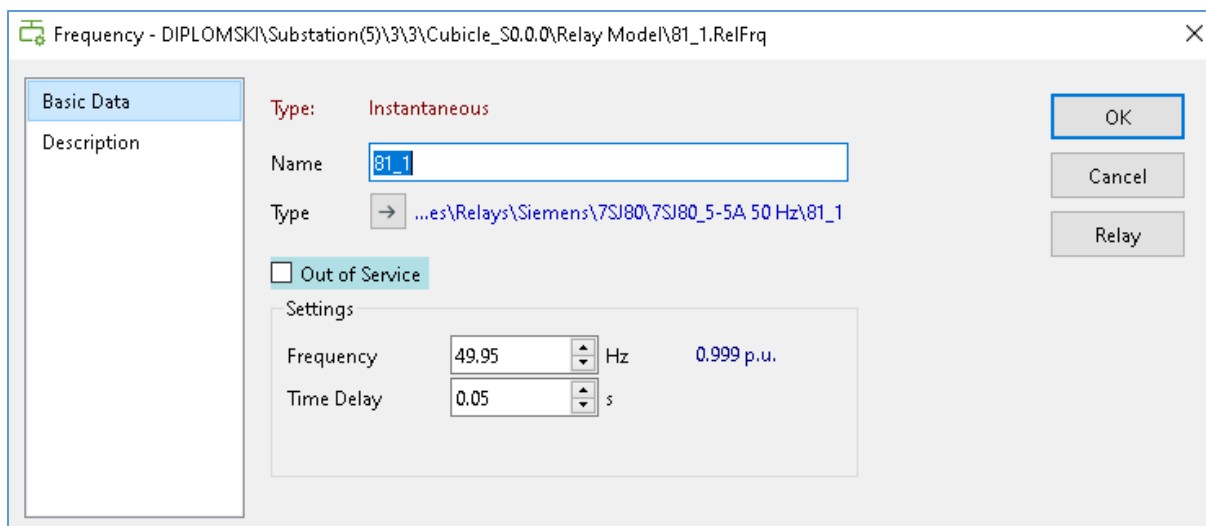 Frequency - DIPLOMSKI\Substation(5)\3\3\Cubicle_S0.0.0\Relay Model\81_1.RelFrq
Basic Data
Description
Type: Instantaneous
Name 81_1
Type ...es\Relays\Siemens\7SJ80\7SJ80_5-5A 50 Hz\81_1
Out of Service
Settings
Frequency 49.95 Hz 0.999 p.u.
Time Delay 0.05 s
OK
Cancel
Relay